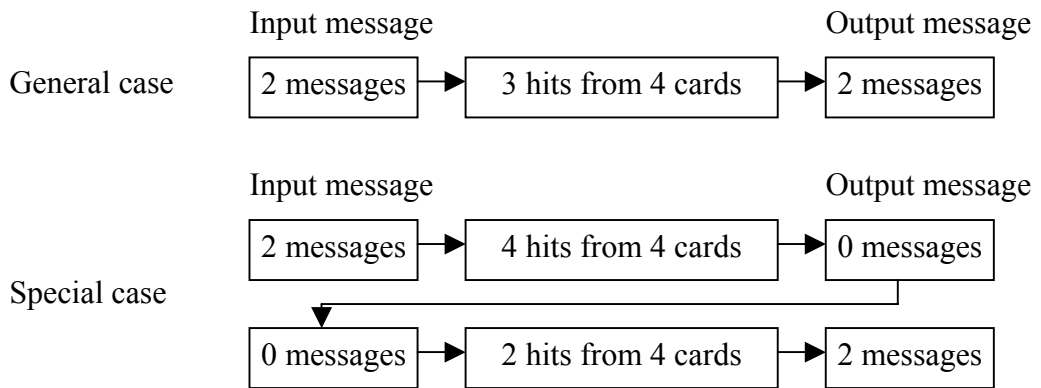 Input message Output message
General case 2 messages 3 hits from 4 cards 2 messages
Input message Output message
2 messages 4 hits from 4 cards 0 messages
Special case
0 messages 2 hits from 4 cards 2 messages